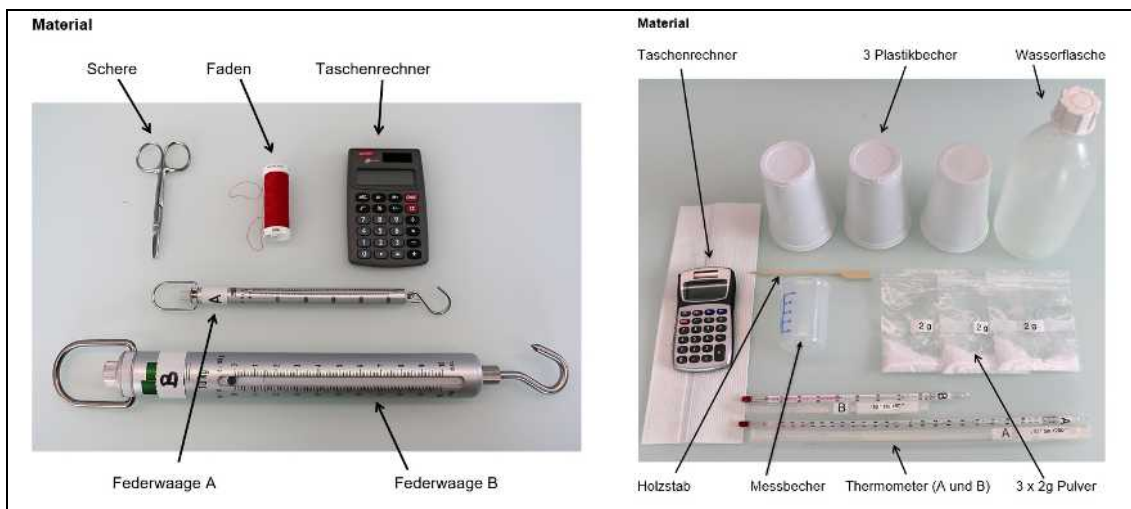 Material
Schere
Faden
Taschenrechner
A
B
Federwaage A
Federwaage B
Material
Taschenrechner
3 Plastikbecher
Wasserflasche
2 g
2 g
2 g
B
A
A
Holzstab
Messbecher
Thermometer (A und B)
3 x 2g Pulver